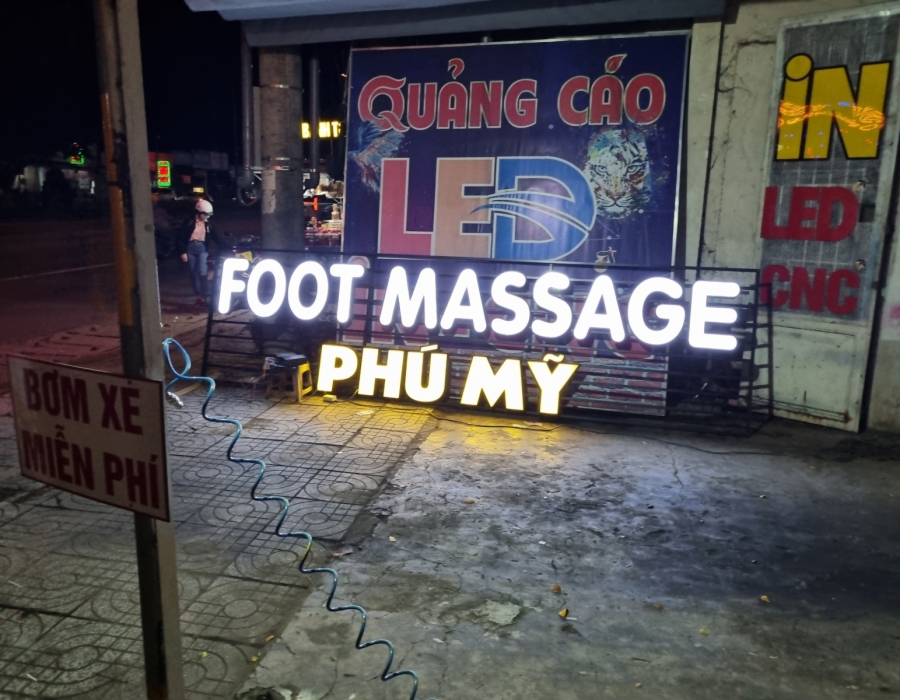 QUẢNG CÁO
LED
FOOT MASSAGE
PHÚ MỸ
iN
LED
CNC
BƠM XE
MIỄN PHÍ